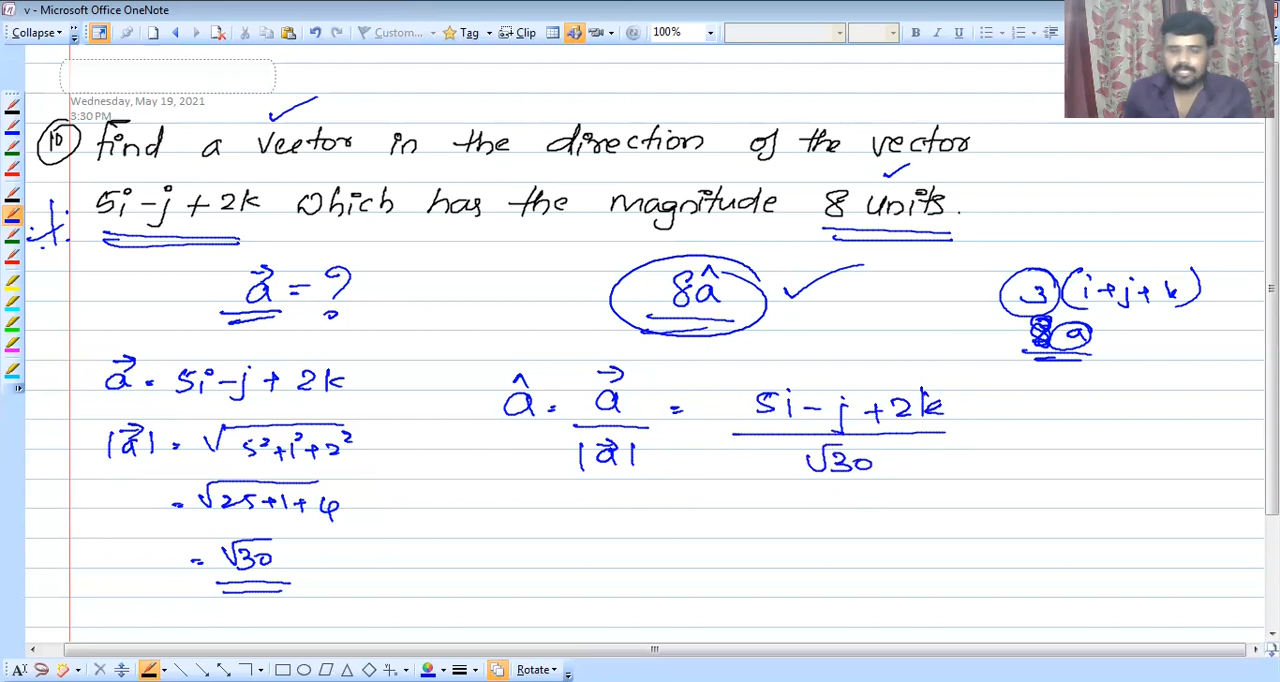 v - Microsoft Office OneNote
Collapse Custom... Tag Clip 100% B I U
Wednesday, May 19, 2021
3:30 PM
10 Find a vector in the direction of the vector
5i - j + 2k which has the magnitude 8 units.
a⃗ = ? 8â 3 (i + j + k)
8 a
a⃗ = 5i - j + 2k â = a⃗ / |a⃗| = 5i - j + 2k / √30
|a⃗| = √5² + 1² + 2²
= √25 + 1 + 4
= √30
Rotate